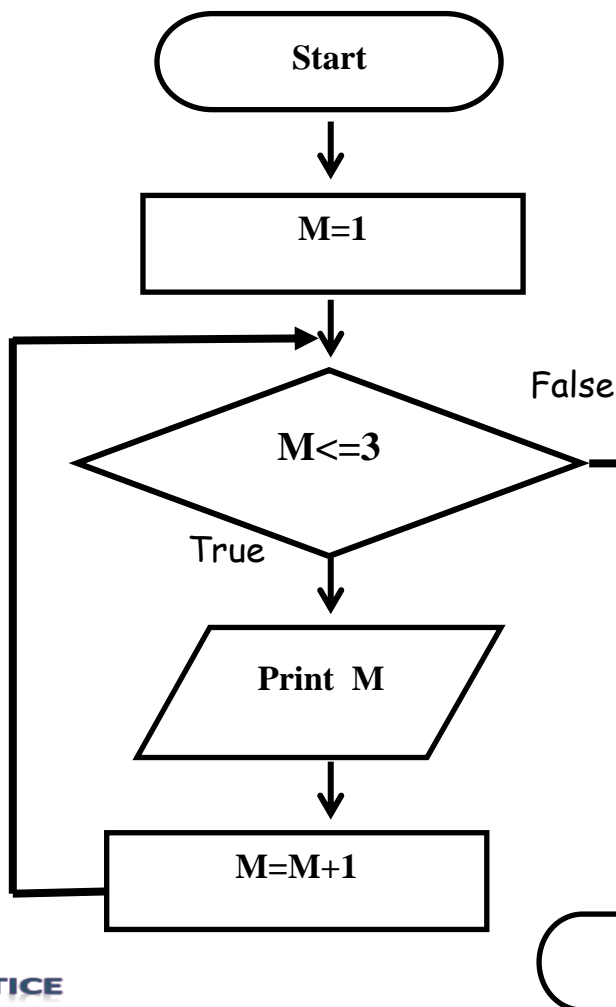 Start
M=1
False
M<=3
True
Print M
M=M+1
TICE